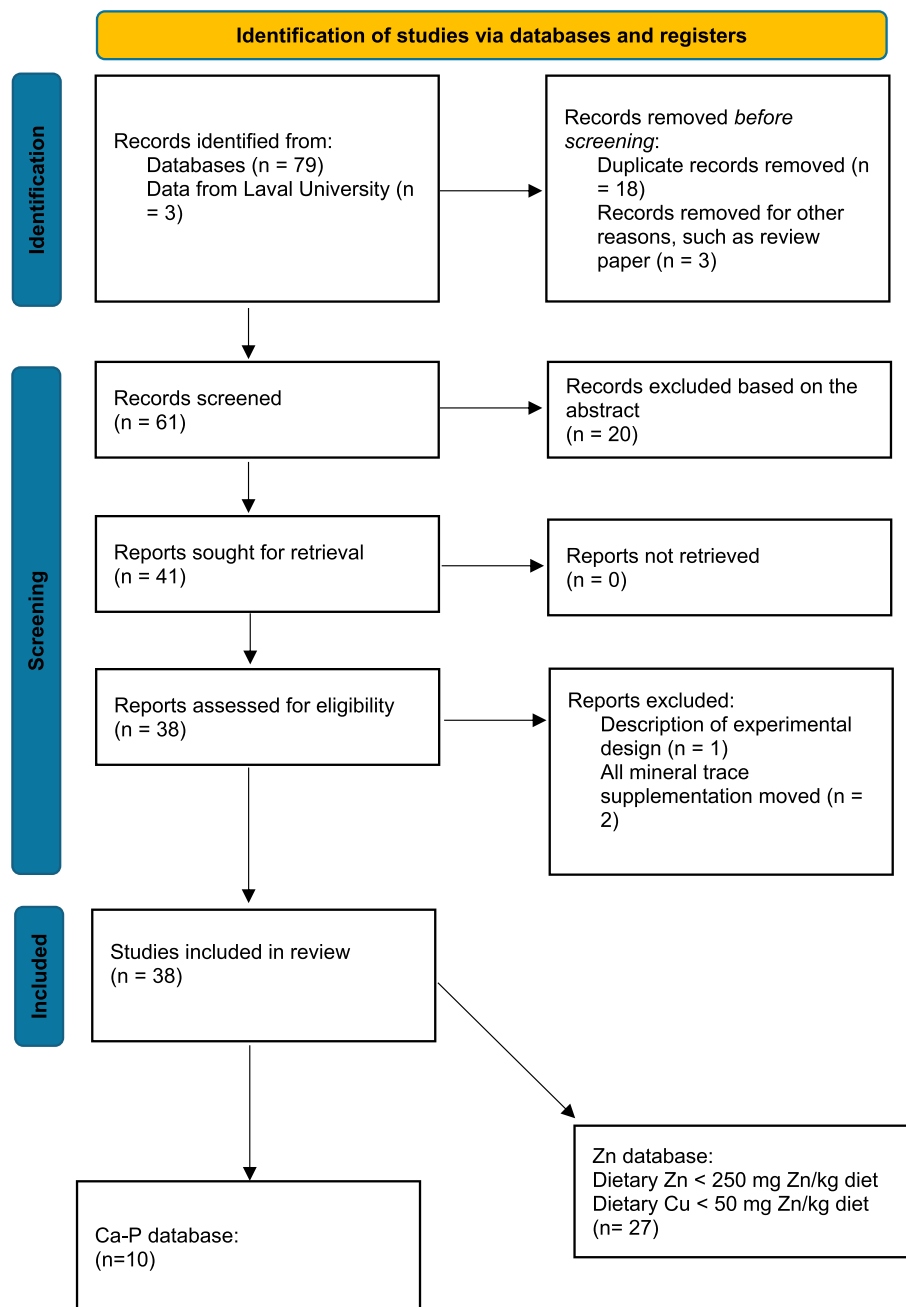 Identification of studies via databases and registers
Identification
Records identified from:
Databases (n = 79)
Data from Laval University (n
= 3)
Records removed before
screening:
Duplicate records removed (n
= 18)
Records removed for other
reasons, such as review
paper (n = 3)
Screening
Records screened
(n = 61)
Records excluded based on the
abstract
(n = 20)
Reports sought for retrieval
(n = 41)
Reports not retrieved
(n = 0)
Reports assessed for eligibility
(n = 38)
Reports excluded:
Description of experimental
design (n = 1)
All mineral trace
supplementation moved (n =
2)
Included
Studies included in review
(n = 38)
Zn database:
Dietary Zn < 250 mg Zn/kg diet
Dietary Cu < 50 mg Zn/kg diet
(n= 27)
Ca-P database:
(n=10)